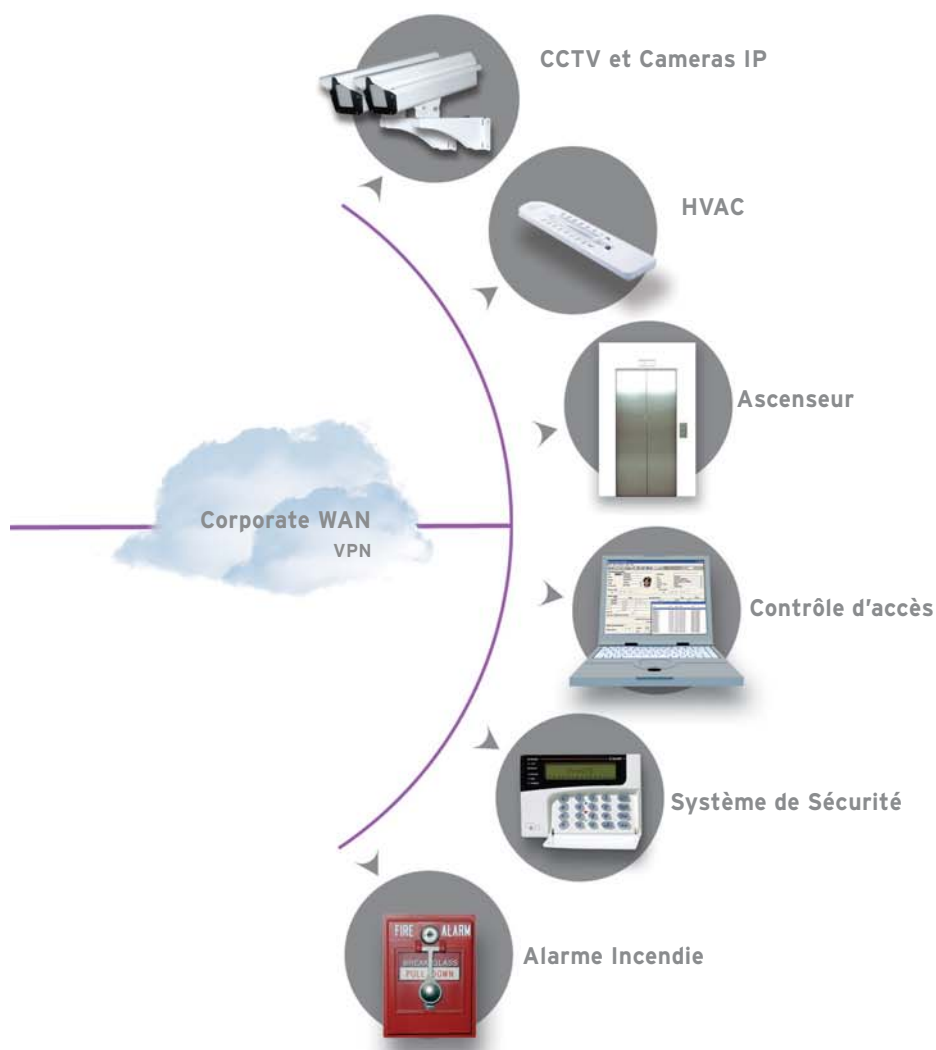 CCTV et Cameras IP
HVAC
Ascenseur
Corporate WAN
VPN
Contrôle d'accès
Système de Sécurité
FIRE ALARM
BREAK GLASS
PULL DOWN
Alarme Incendie